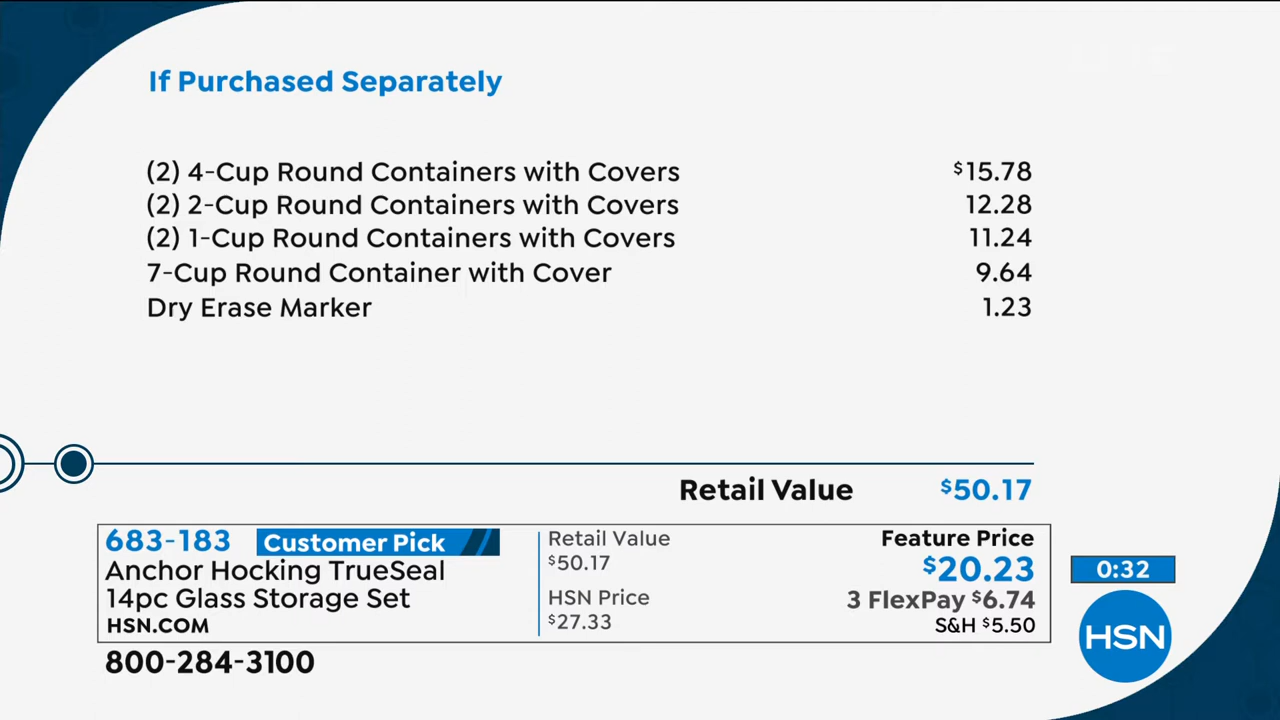 If Purchased Separately
(2) 4-Cup Round Containers with Covers $15.78
(2) 2-Cup Round Containers with Covers 12.28
(2) 1-Cup Round Containers with Covers 11.24
7-Cup Round Container with Cover 9.64
Dry Erase Marker 1.23
Retail Value $50.17
683-183 Customer Pick
Anchor Hocking TrueSeal
14pc Glass Storage Set
HSN.COM
Retail Value
$50.17
HSN Price
$27.33
Feature Price
$20.23
3 FlexPay $6.74
S&H $5.50
0:32
HSN
800-284-3100